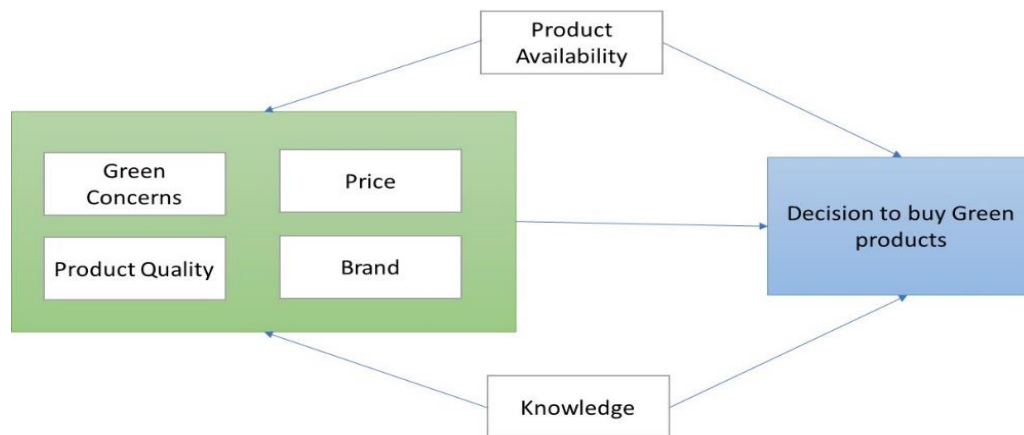 Product
Availability
Green
Concerns
Price
Product Quality
Brand
Decision to buy Green
products
Knowledge